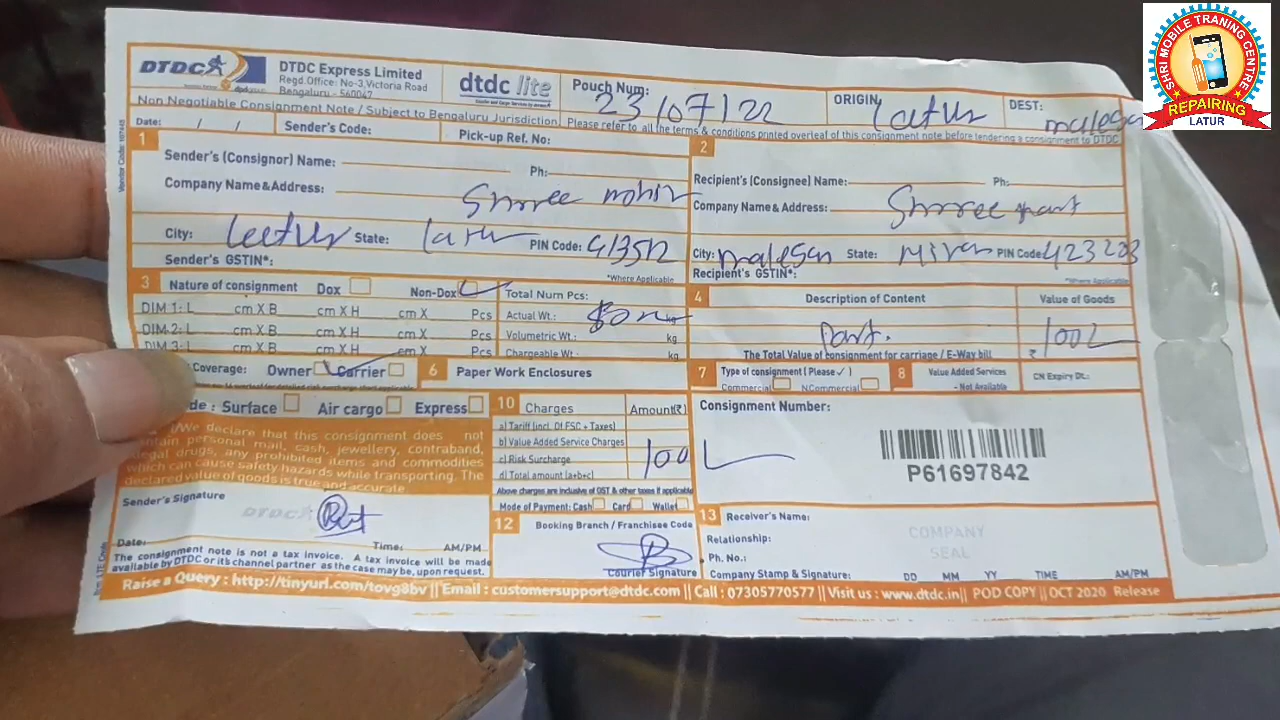 SHRI MOBILE TRANING CENTRE
REPAIRING
LATUR
DTDC
DTDC Express Limited
Regd. Office: No-3, Victoria Road
Bengaluru - 560047
dtdc lite
Pouch Num:
23/07/22
ORIGIN
Latur
DEST:
malegan
Non Negotiable Consignment Note / Subject to Bengaluru Jurisdiction.
Please refer to all the terms & conditions printed overleaf of this consignment note before tendering a consignment to DTDC
Date: / / Sender's Code: Pick-up Ref. No:
1
Sender's (Consignor) Name: Ph:
Company Name & Address:
Shree
City: Latur State: Latur PIN Code: 413512
Sender's GSTIN*:
*Where Applicable
2
Recipient's (Consignee) Name: Ph:
Company Name & Address:
Shree
City: malegan State: PIN Code: 423203
Recipient's GSTIN*:
*Where Applicable
3 Nature of consignment Dox Non-Dox
DIM 1: L cm X B cm X H cm X Pcs
DIM 2: L cm X B cm X H cm X Pcs
DIM 3: L cm X B cm X H cm X Pcs
Total Num Pcs:
Actual Wt.: kg
Volumetric Wt.: kg
Chargeable Wt.: kg
4 Description of Content Value of Goods
Part. 100
The Total Value of consignment for carriage / E-Way bill ₹
Coverage: Owner Carrier
6 Paper Work Enclosures
7 Type of consignment (Please ✓)
Commercial N.Commercial
8 Value Added Services
- Not Available
CN Expiry Dt.:
de: Surface Air cargo Express
10 Charges Amount(₹)
a) Tariff (incl. Of FSC + Taxes)
b) Value Added Service Charges
c) Risk Surcharge
d) Total amount (a+b+c)
100
Above charges are inclusive of GST & other taxes if applicable
Mode of Payment: Cash Card Wallet
Consignment Number:
P61697842
I/We declare that this consignment does not
contain personal mail, cash, jewellery, contraband,
illegal drugs, any prohibited items and commodities
which can cause safety hazards while transporting. The
declared value of goods is true and accurate.
Sender's Signature
DTDC
Date: Time: AM/PM
The consignment note is not a tax invoice. A tax invoice will be made
available by DTDC or its channel partner as the case may be, upon request.
12 Booking Branch / Franchisee Code
Courier Signature
13 Receiver's Name:
Relationship:
Ph. No.:
COMPANY
SEAL
Company Stamp & Signature: DD MM YY TIME AM/PM
Raise a Query : http://tinyurl.com/tovg8bv || Email : customersupport@dtdc.com || Call : 07305770577 || Visit us : www.dtdc.in || POD COPY || OCT 2020 Release